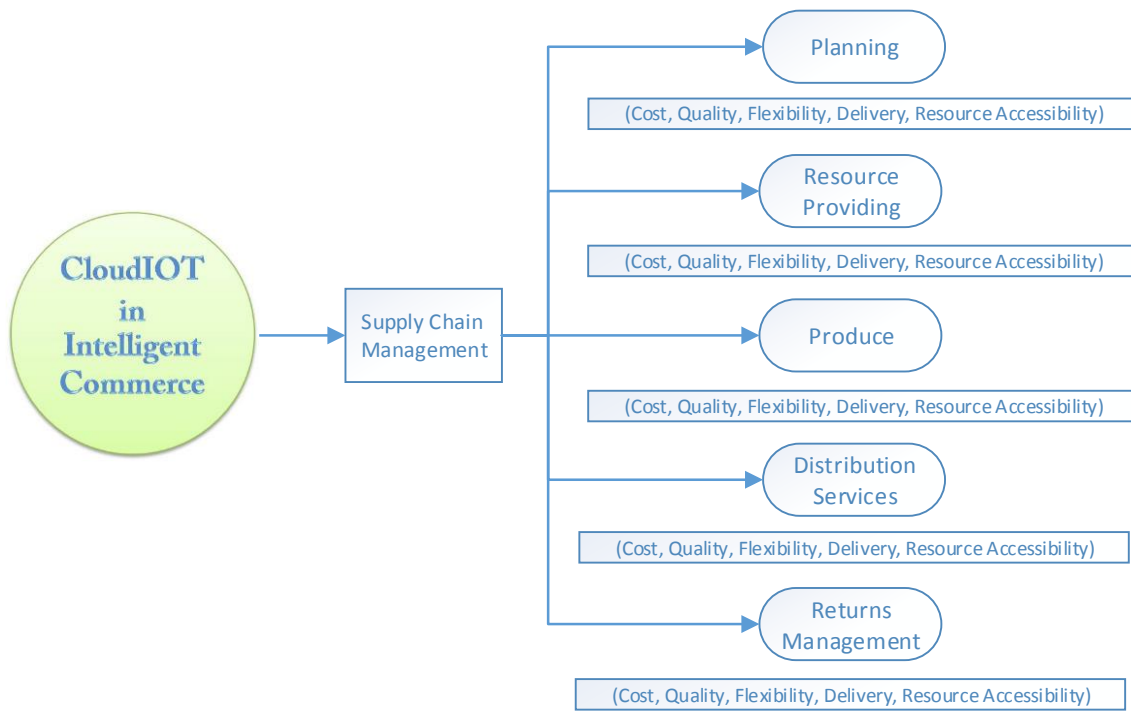 CloudIOT
in
Intelligent
Commerce
Supply Chain
Management
Planning
(Cost, Quality, Flexibility, Delivery, Resource Accessibility)
Resource
Providing
(Cost, Quality, Flexibility, Delivery, Resource Accessibility)
Produce
(Cost, Quality, Flexibility, Delivery, Resource Accessibility)
Distribution
Services
(Cost, Quality, Flexibility, Delivery, Resource Accessibility)
Returns
Management
(Cost, Quality, Flexibility, Delivery, Resource Accessibility)